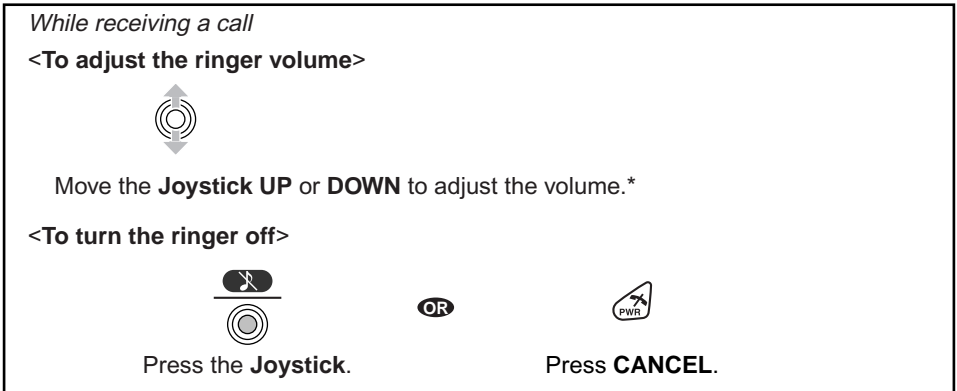 While receiving a call
<To adjust the ringer volume>
Move the Joystick UP or DOWN to adjust the volume.*
<To turn the ringer off>
OR
PWR
Press the Joystick. Press CANCEL.